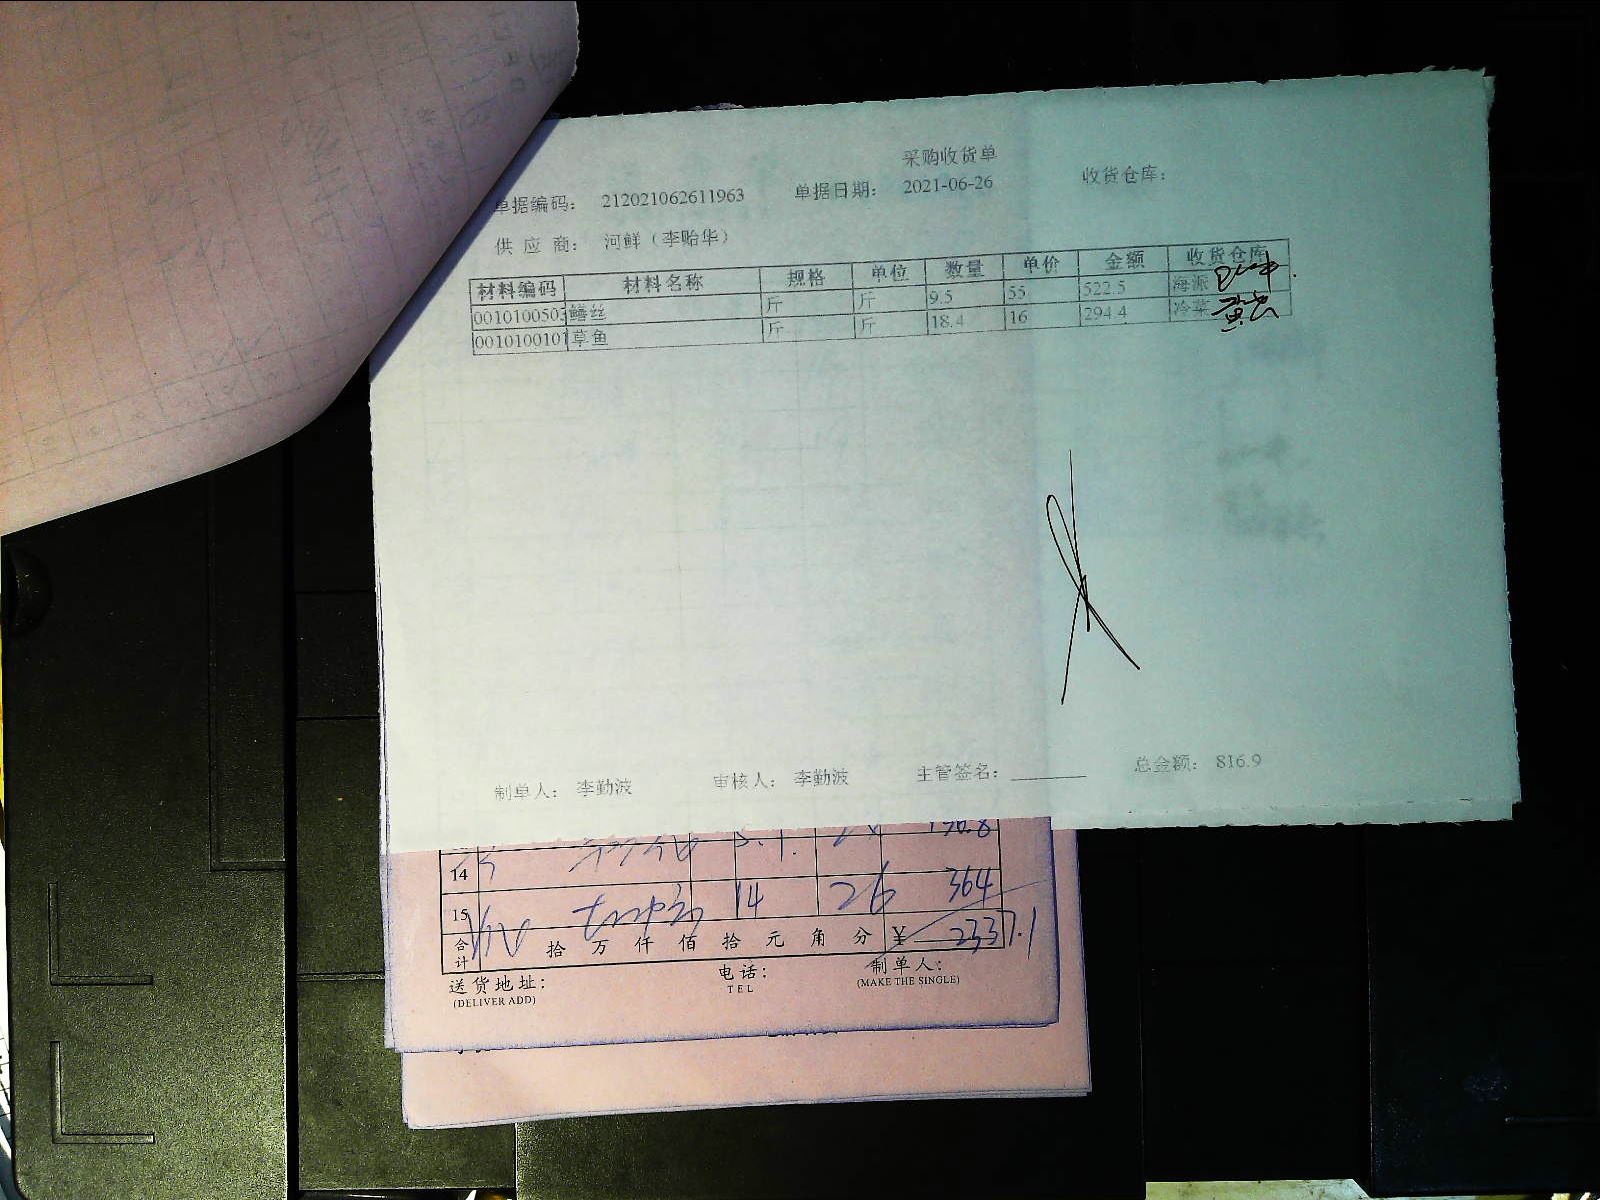 采购收货单
单据编码： 212021062611963 单据日期： 2021-06-26 收货仓库：
供 应 商： 河鲜（李贻华）
材料编码 材料名称 规格 单位 数量 单价 金额 收货仓库
001010050 鳝丝 斤 斤 9.5 55 522.5 海派
001010010 草鱼 斤 斤 18.4 16 294.4 冷菜
制单人： 李勤波 审核人： 李勤波 主管签名： 总金额： 816.9
14
15 14 26 364
合计 拾 万 仟 佰 拾 元 角 分 ¥ 2337.1
送货地址： 电话： 制单人：
(DELIVER ADD) TEL (MAKE THE SINGLE)